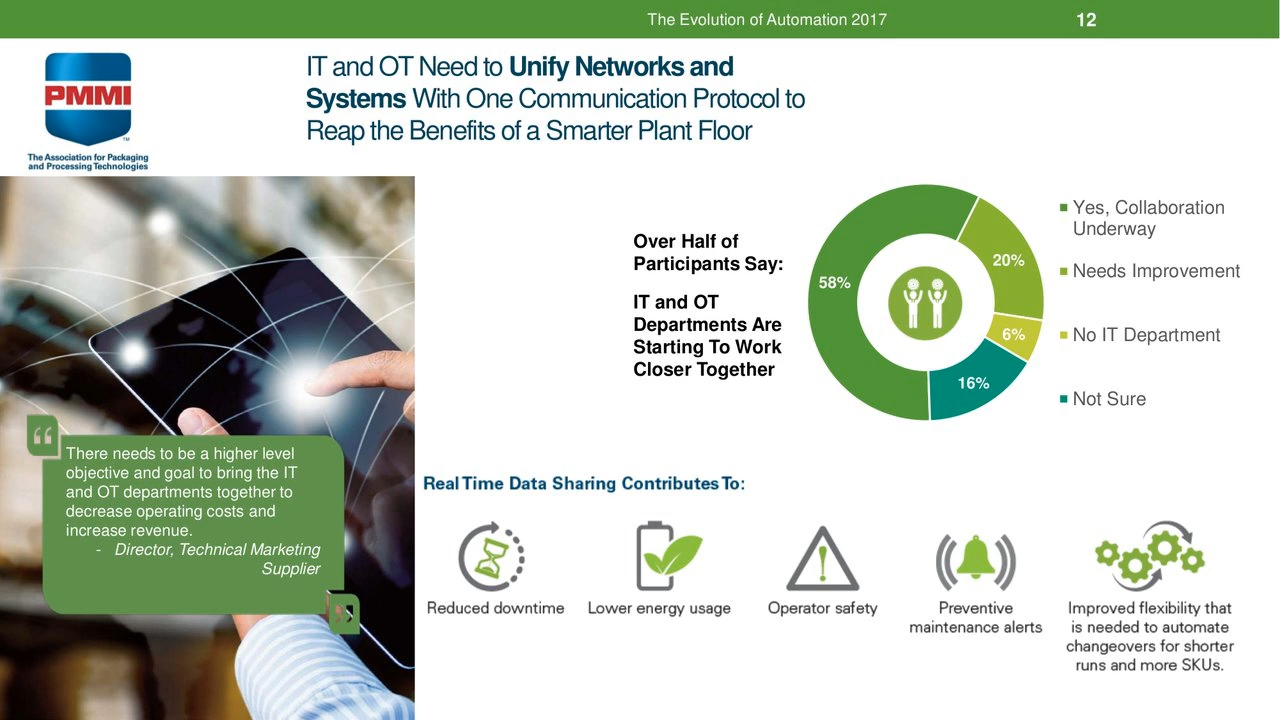 The Evolution of Automation 2017
12
PMMI
TM
The Association for Packaging
and Processing Technologies
IT and OT Need to Unify Networks and
Systems With One Communication Protocol to
Reap the Benefits of a Smarter Plant Floor
Over Half of
Participants Say:
IT and OT
Departments Are
Starting To Work
Closer Together
58%
20%
6%
16%
Yes, Collaboration
Underway
Needs Improvement
No IT Department
Not Sure
“
There needs to be a higher level
objective and goal to bring the IT
and OT departments together to
decrease operating costs and
increase revenue.
- Director, Technical Marketing
Supplier
”
Real Time Data Sharing Contributes To:
Reduced downtime
Lower energy usage
Operator safety
Preventive
maintenance alerts
Improved flexibility that
is needed to automate
changeovers for shorter
runs and more SKUs.